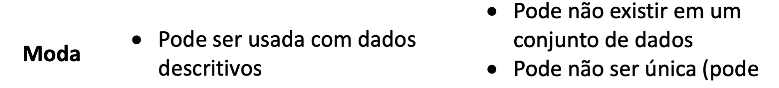 Moda
• Pode ser usada com dados
descritivos
• Pode não existir em um
conjunto de dados
• Pode não ser única (pode